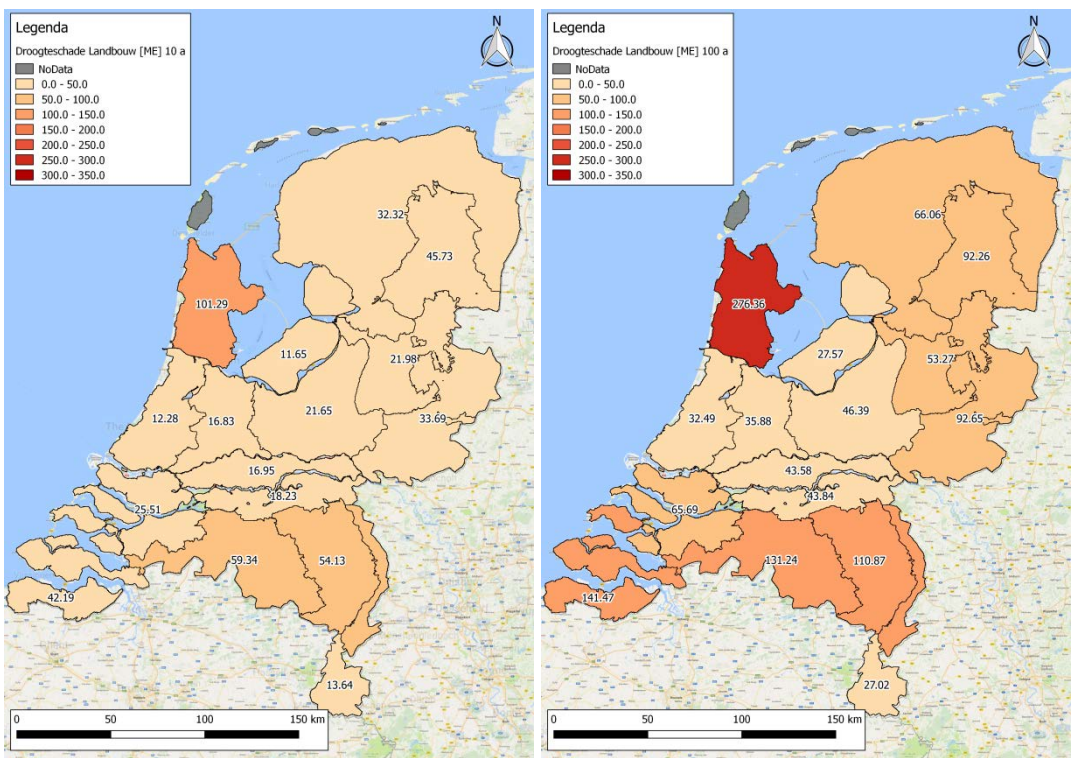 Legenda
Droogteschade Landbouw [ME] 10 a
NoData
0.0 - 50.0
50.0 - 100.0
100.0 - 150.0
150.0 - 200.0
200.0 - 250.0
250.0 - 300.0
300.0 - 350.0
N
32.32
45.73
101.29
11.65
21.98
12.28
16.83
21.65
33.69
16.95
18.23
25.51
59.34
54.13
42.19
13.64
0 50 100 150 km
Legenda
Droogteschade Landbouw [ME] 100 a
NoData
0.0 - 50.0
50.0 - 100.0
100.0 - 150.0
150.0 - 200.0
200.0 - 250.0
250.0 - 300.0
300.0 - 350.0
N
66.06
92.26
276.36
27.57
53.27
32.49
35.88
46.39
92.65
43.58
43.84
65.69
131.24
110.87
141.47
27.02
0 50 100 150 km